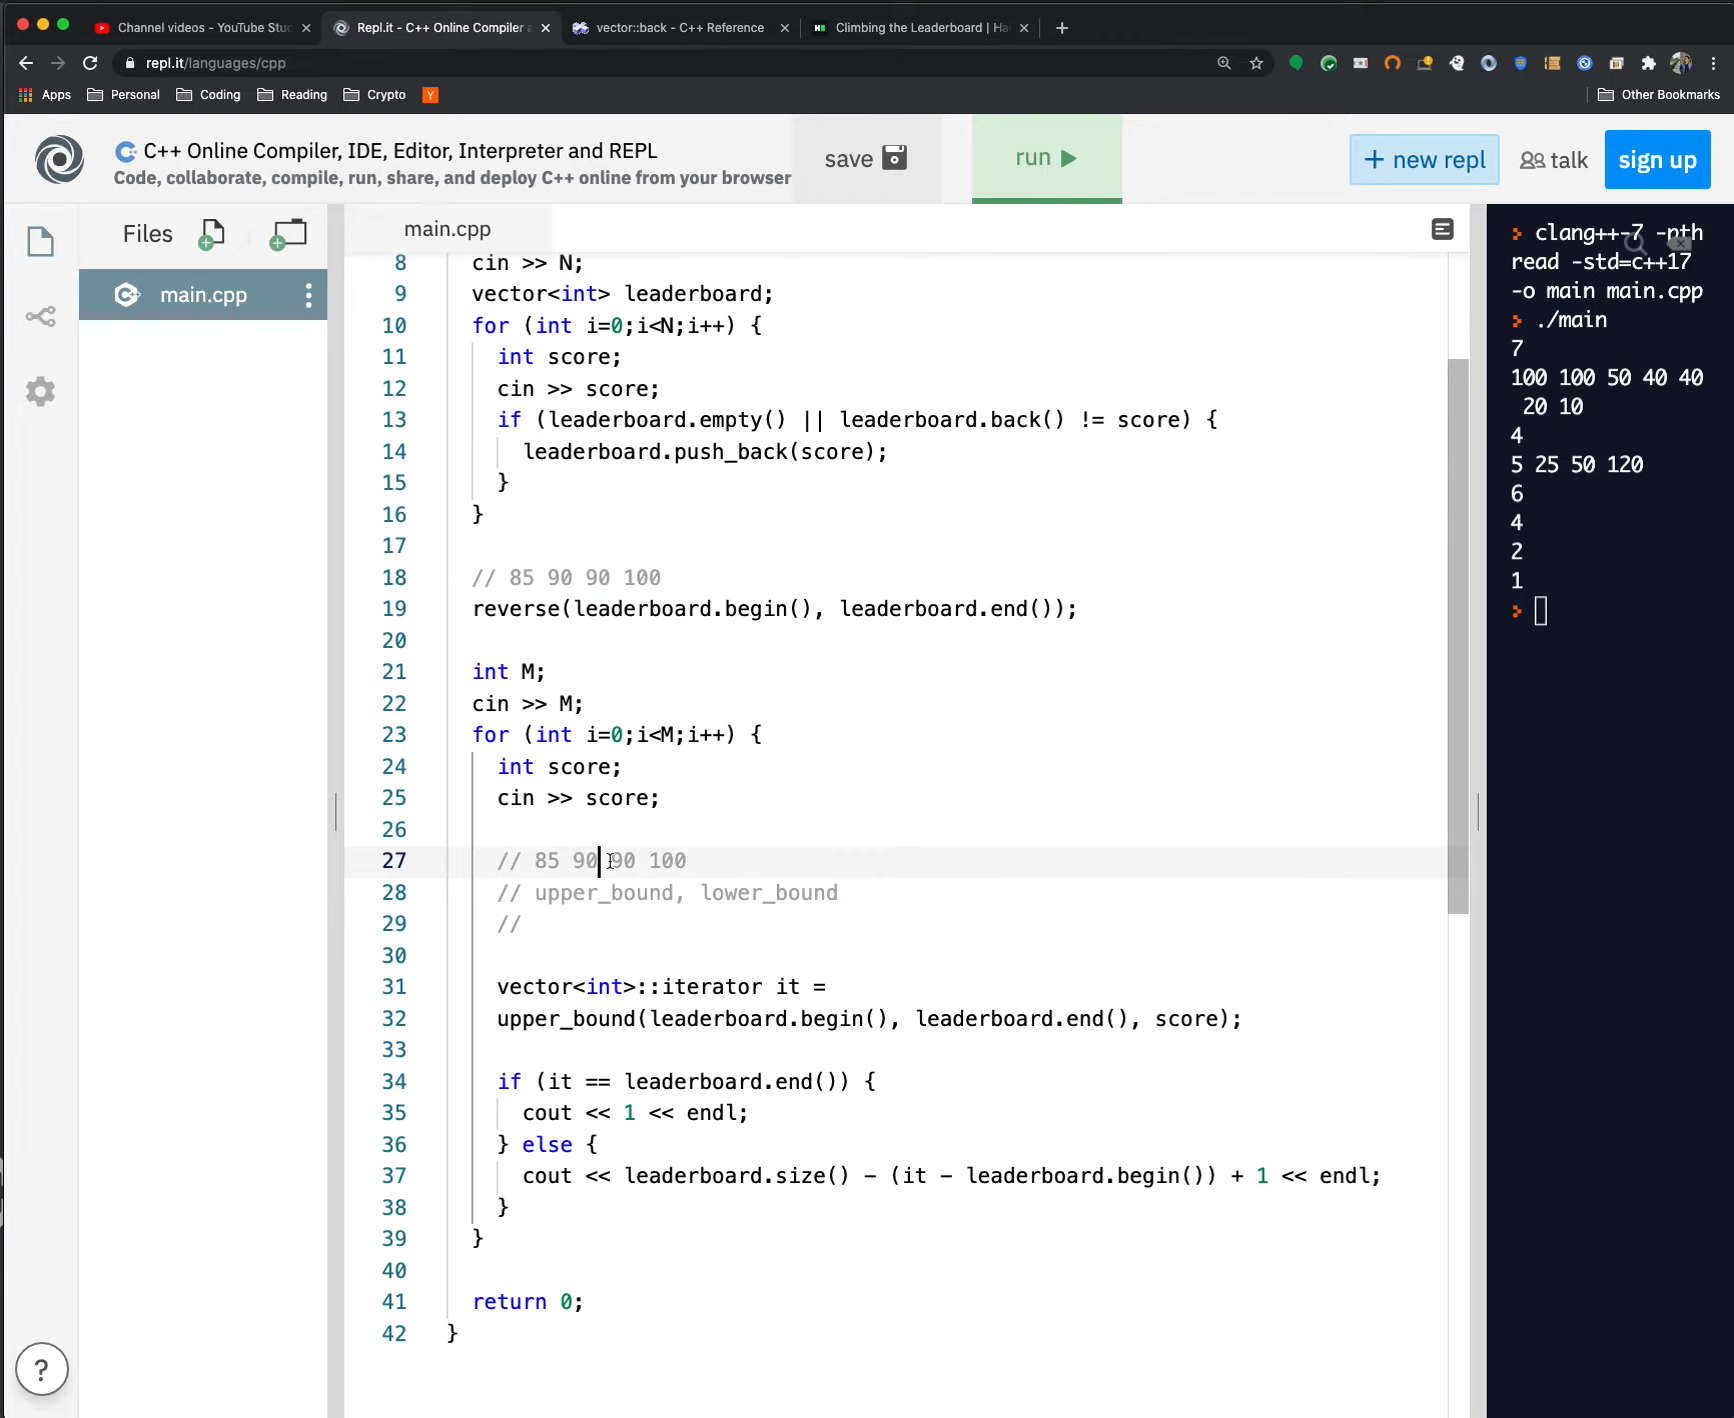 Channel videos - YouTube Stu
Repl.it - C++ Online Compiler a
vector::back - C++ Reference
Climbing the Leaderboard | Ha
repl.it/languages/cpp
Apps Personal Coding Reading Crypto Y Other Bookmarks
C++ Online Compiler, IDE, Editor, Interpreter and REPL
Code, collaborate, compile, run, share, and deploy C++ online from your browser
save
run
+ new repl
talk
sign up
Files
main.cpp
main.cpp
8 cin >> N;
9 vector<int> leaderboard;
10 for (int i=0;i<N;i++) {
11 int score;
12 cin >> score;
13 if (leaderboard.empty() || leaderboard.back() != score) {
14 leaderboard.push_back(score);
15 }
16 }
17
18 // 85 90 90 100
19 reverse(leaderboard.begin(), leaderboard.end());
20
21 int M;
22 cin >> M;
23 for (int i=0;i<M;i++) {
24 int score;
25 cin >> score;
26
27 // 85 90 90 100
28 // upper_bound, lower_bound
29 //
30
31 vector<int>::iterator it =
32 upper_bound(leaderboard.begin(), leaderboard.end(), score);
33
34 if (it == leaderboard.end()) {
35 cout << 1 << endl;
36 } else {
37 cout << leaderboard.size() - (it - leaderboard.begin()) + 1 << endl;
38 }
39 }
40
41 return 0;
42 }
clang++-7 -pth
read -std=c++17
-o main main.cpp
./main
7
100 100 50 40 40
20 10
4
5 25 50 120
6
4
2
1
?